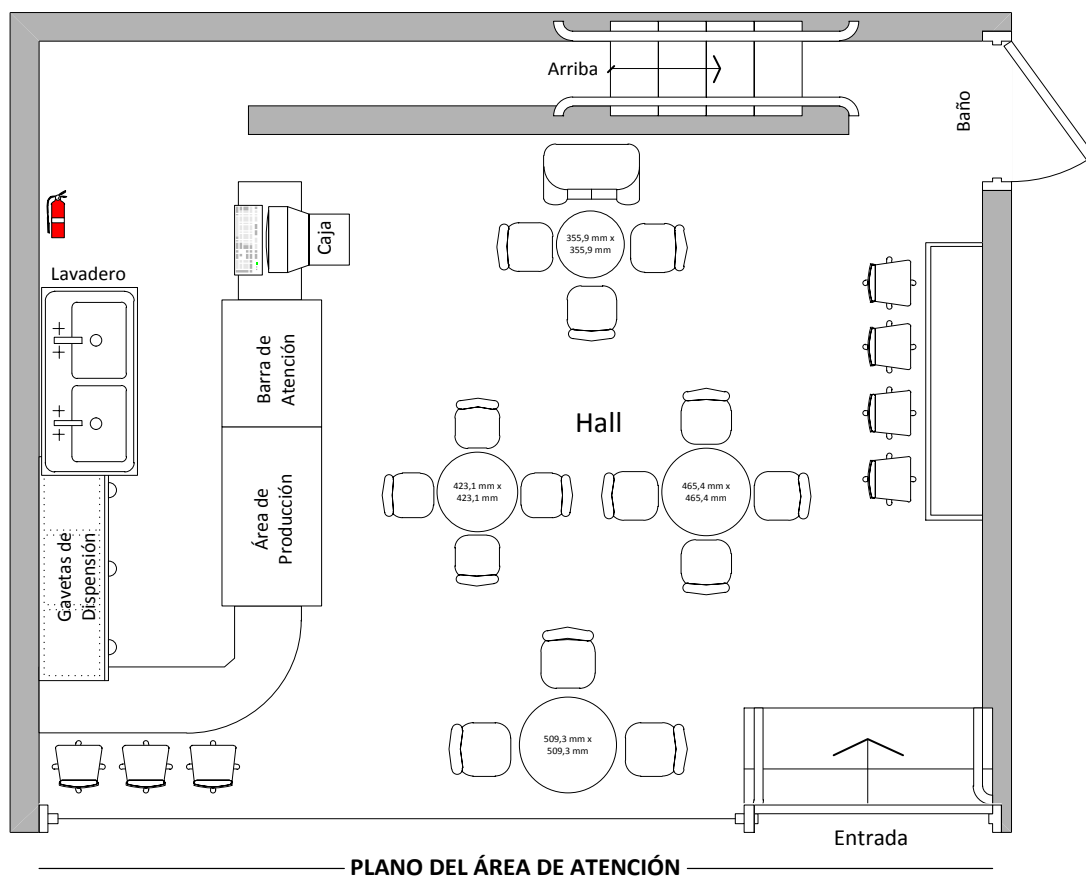 Arriba
Baño
Caja
355,9 mm x
355,9 mm
Lavadero
Barra de
Atención
Hall
423,1 mm x
423,1 mm
465,4 mm x
465,4 mm
Área de
Producción
Gavetas de
Dispensión
509,3 mm x
509,3 mm
Entrada
PLANO DEL ÁREA DE ATENCIÓN